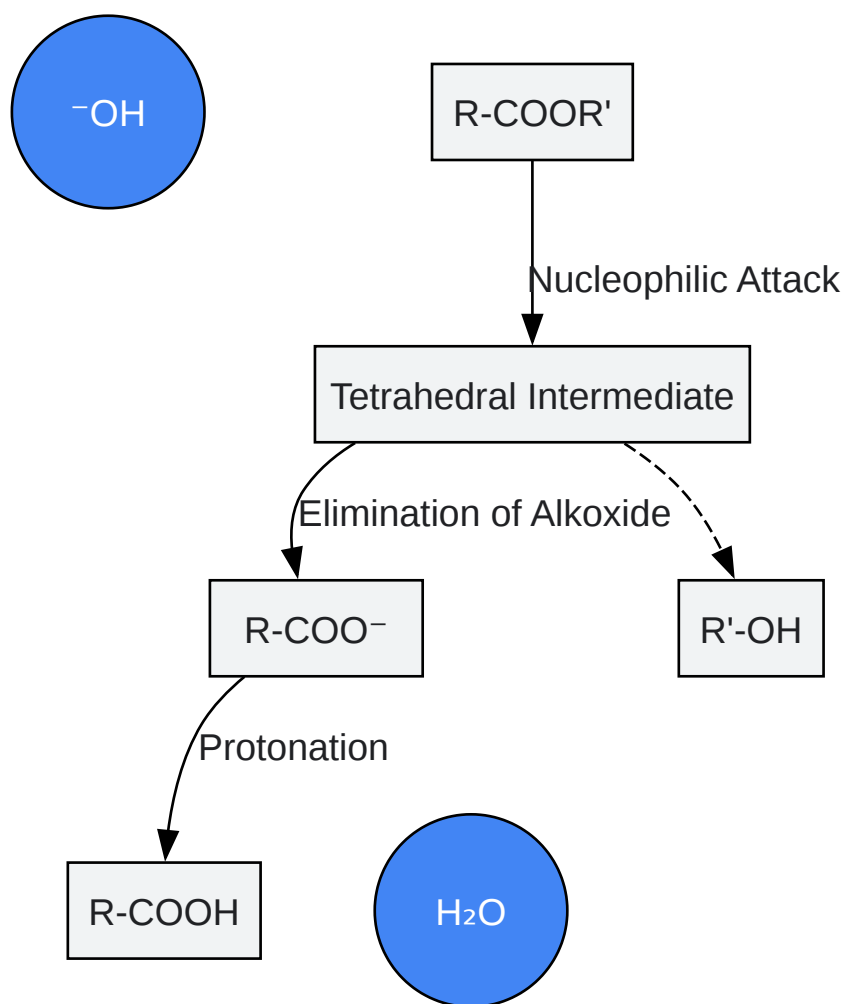 ⁻OH
R-COOR'
Nucleophilic Attack
Tetrahedral Intermediate
Elimination of Alkoxide
R-COO⁻
R'-OH
Protonation
R-COOH
H₂O